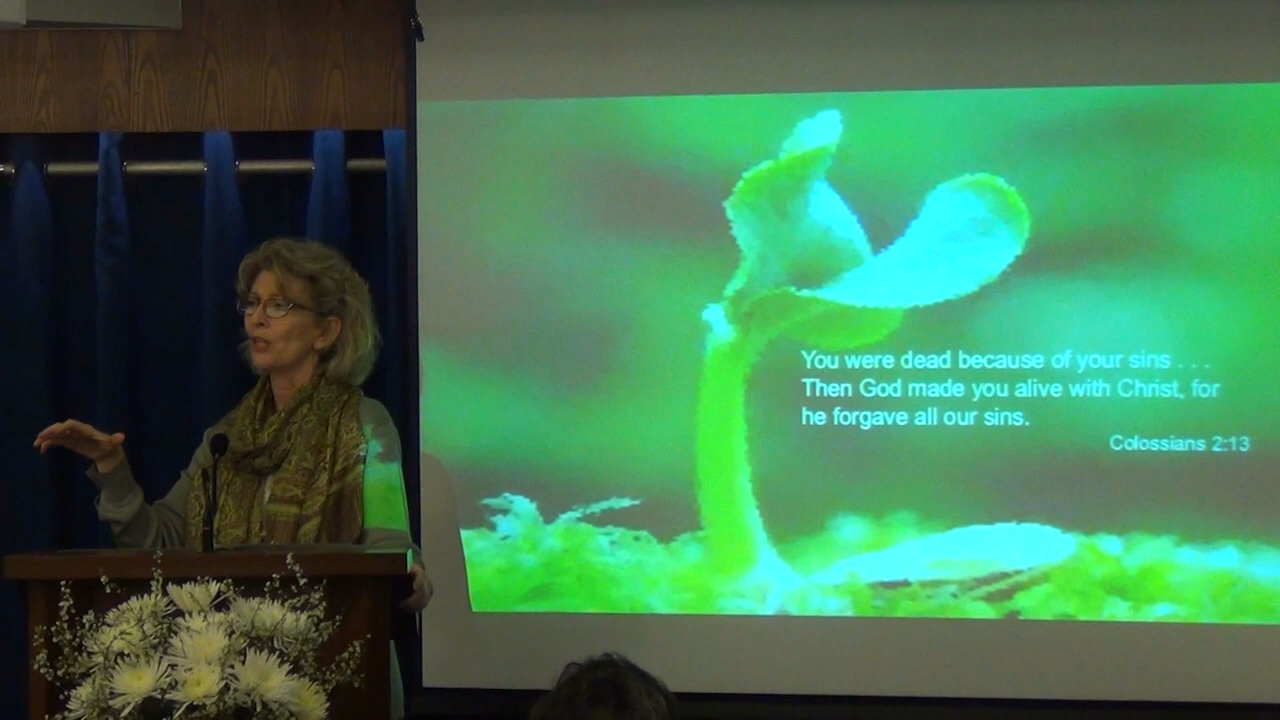 You were dead because of your sins . . .
Then God made you alive with Christ, for
he forgave all our sins.
Colossians 2:13